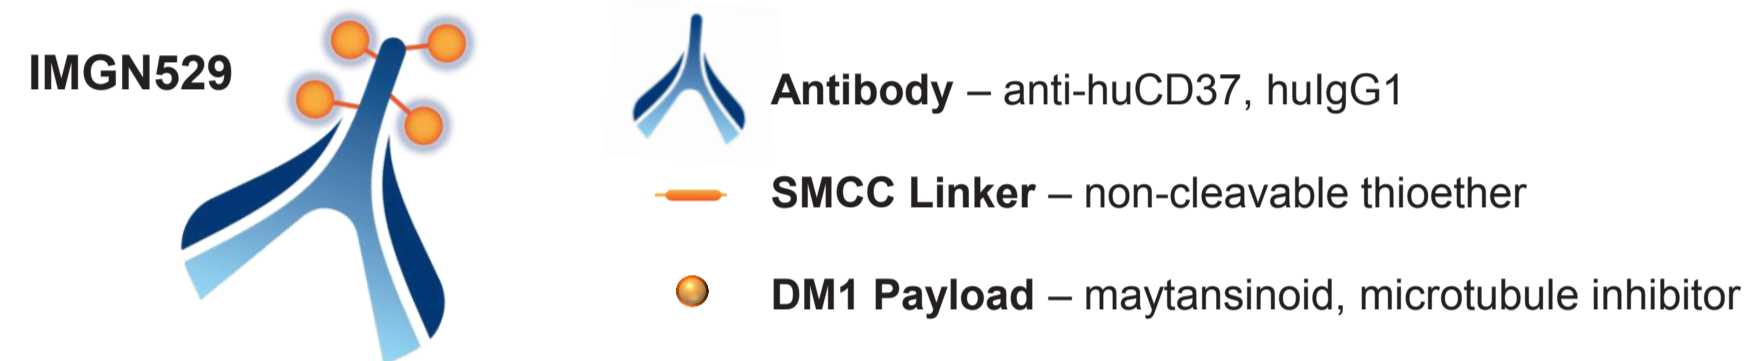 IMGN529
Antibody – anti-huCD37, huIgG1
SMCC Linker – non-cleavable thioether
DM1 Payload – maytansinoid, microtubule inhibitor